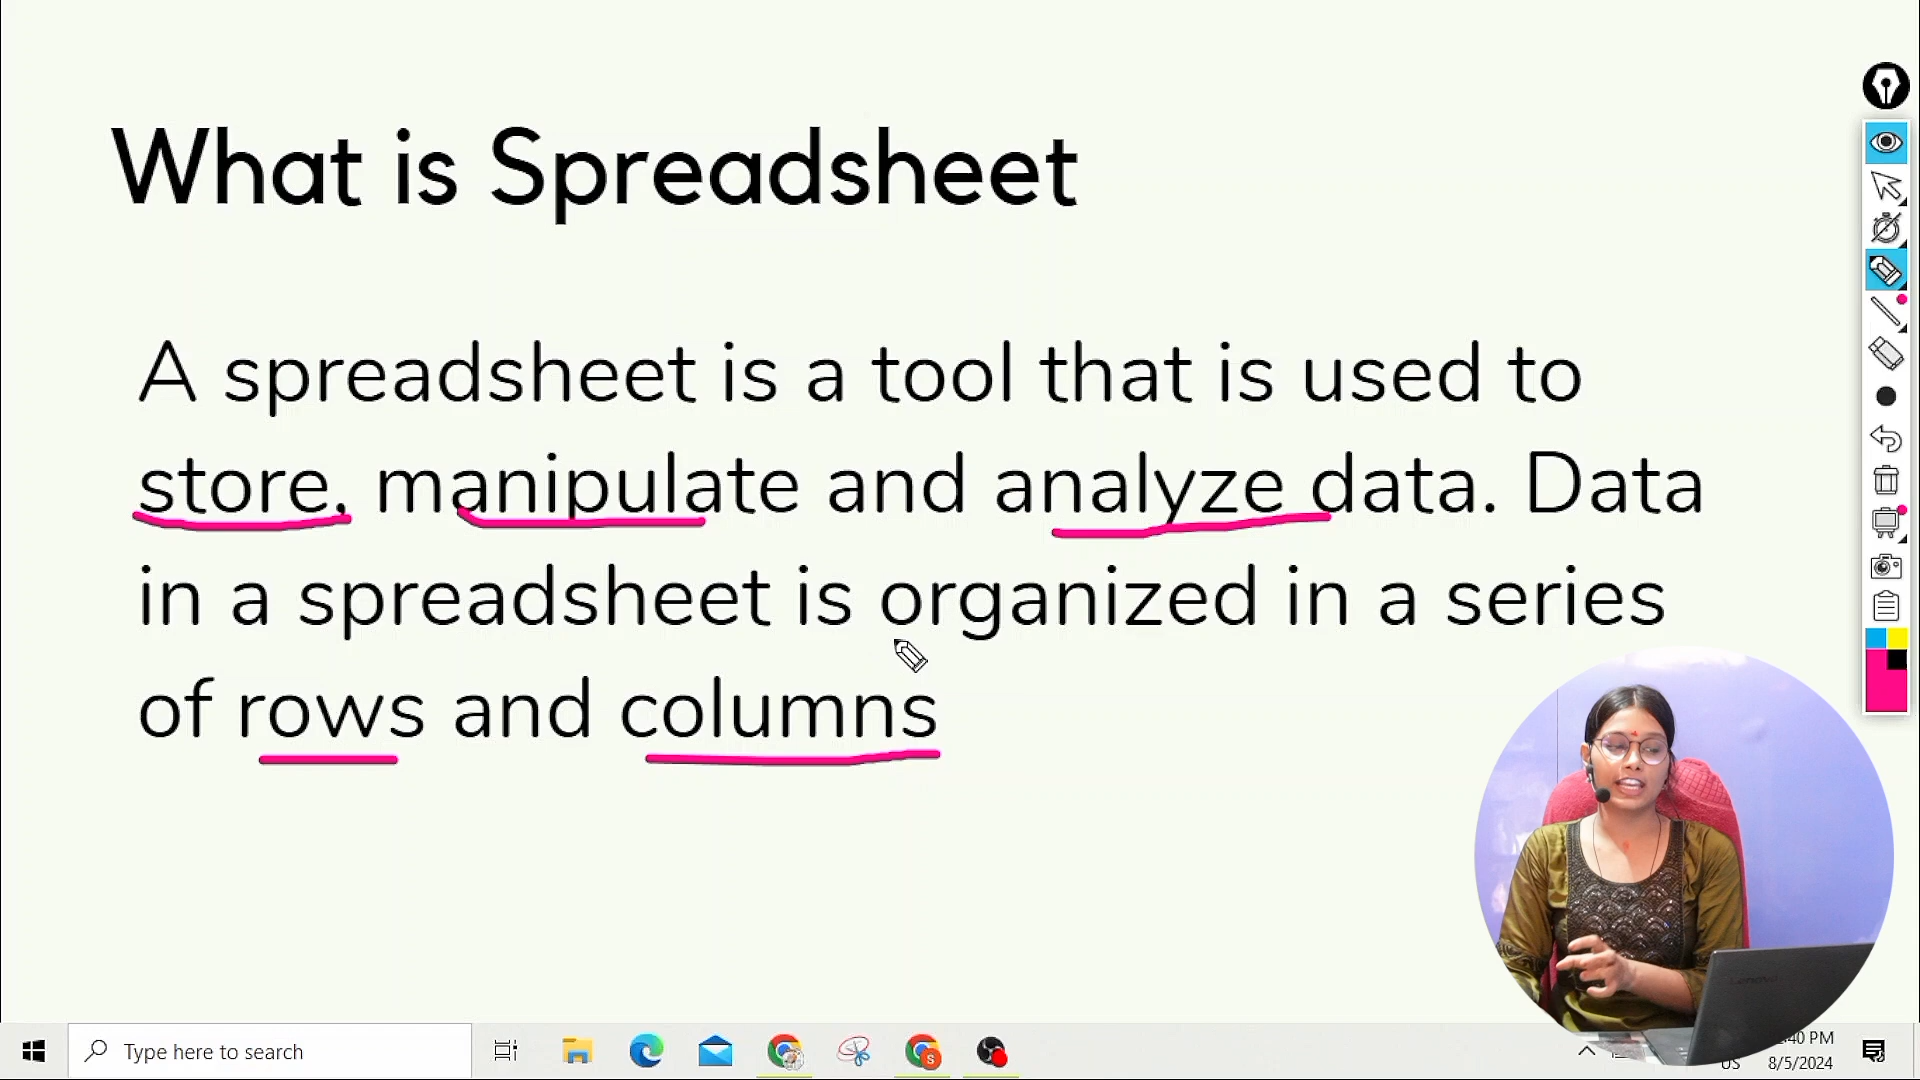 What is Spreadsheet
A spreadsheet is a tool that is used to
store, manipulate and analyze data. Data
in a spreadsheet is organized in a series
of rows and columns
Type here to search
S
:40 PM
US
8/5/2024
Lenovo